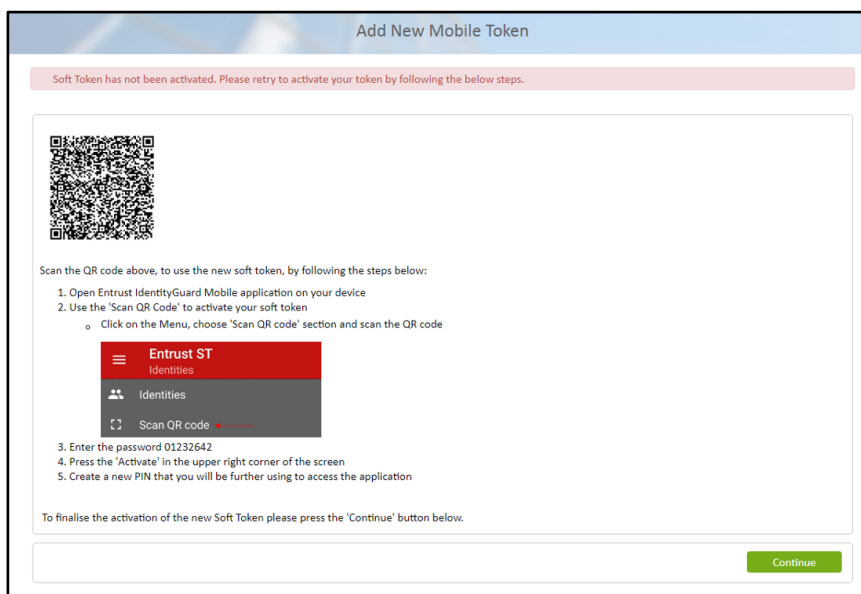 Add New Mobile Token
Soft Token has not been activated. Please retry to activate your token by following the below steps.
Scan the QR code above, to use the new soft token, by following the steps below:
1. Open Entrust IdentityGuard Mobile application on your device
2. Use the 'Scan QR Code' to activate your soft token
Click on the Menu, choose 'Scan QR code' section and scan the QR code
Entrust ST
Identities
Identities
Scan QR code
3. Enter the password 01232642
4. Press the 'Activate' in the upper right corner of the screen
5. Create a new PIN that you will be further using to access the application
To finalise the activation of the new Soft Token please press the 'Continue' button below.
Continue